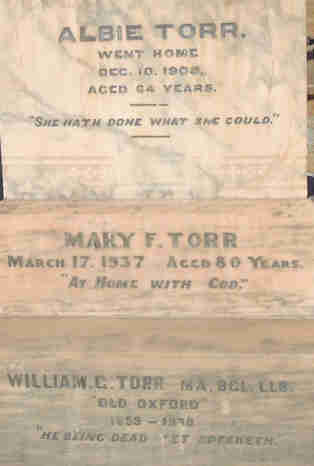 ALBIE TORR.
WENT HOME
DEC. 10. 1908,
AGED 64 YEARS.
"SHE HATH DONE WHAT SHE COULD."
MARY F. TORR
MARCH 17. 1937 AGED 80 YEARS.
"AT HOME WITH GOD,"
WILLIAM. G. TORR MA. BCL. LLB.
"OLD OXFORD"
1853 - 1939
"HE BEING DEAD YET SPEAKETH.